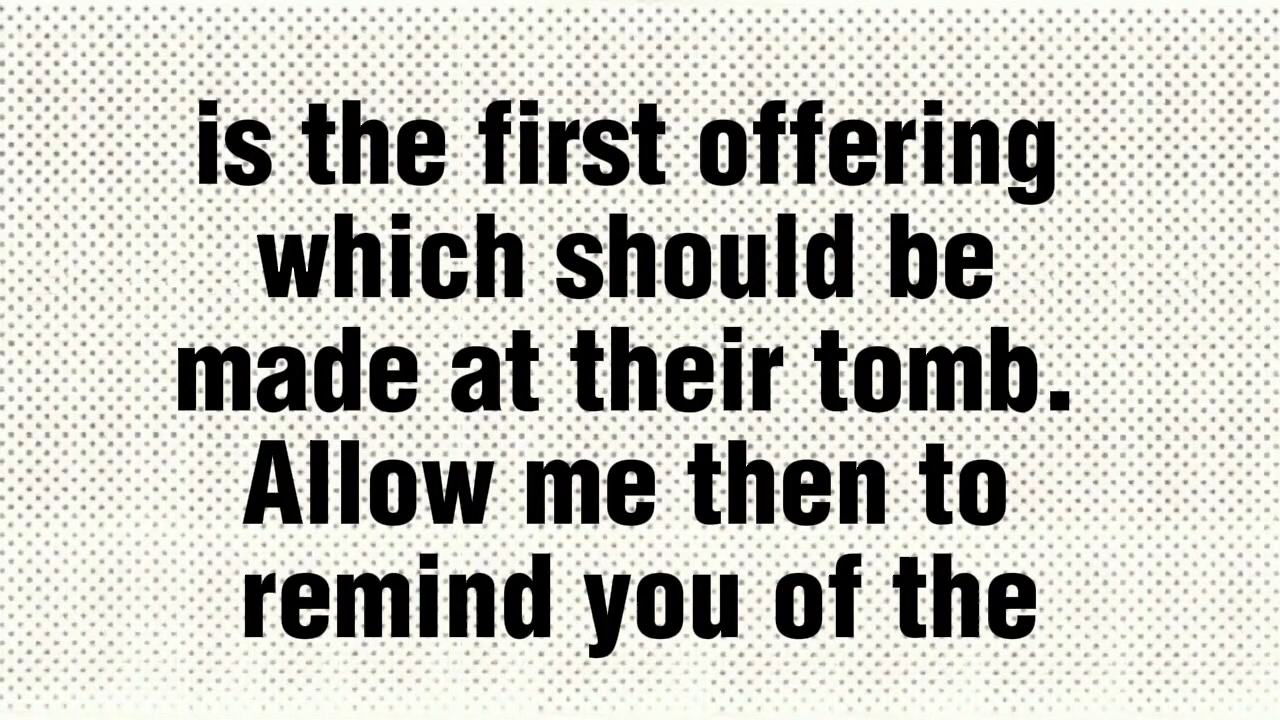 is the first offering
which should be
made at their tomb.
Allow me then to
remind you of the